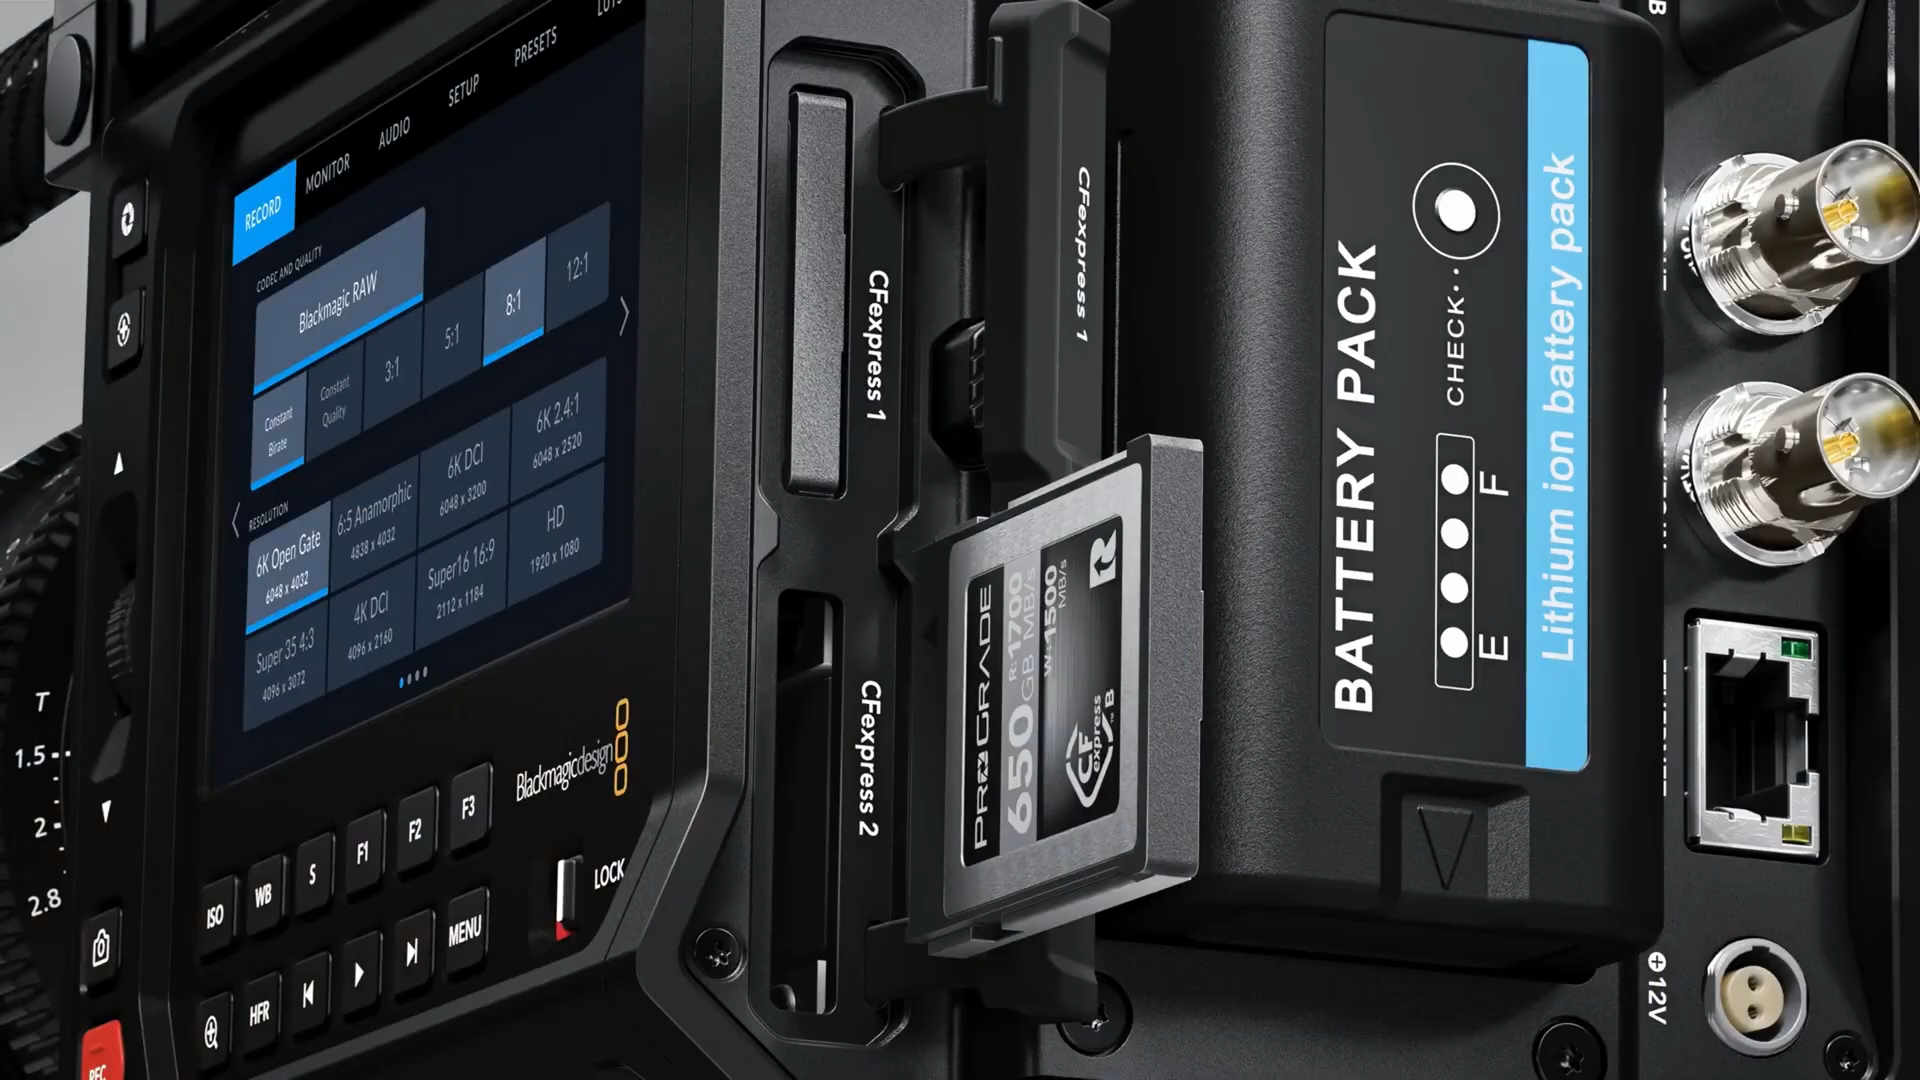 RECORD
MONITOR
AUDIO
SETUP
PRESETS
LUTS
CODEC AND QUALITY
Blackmagic RAW
Constant
Birate
Constant
Quality
3:1
5:1
8:1
12:1
RESOLUTION
6K Open Gate
6048 x 4032
6:5 Anamorphic
4838 x 4032
6K DCI
6048 x 3200
6K 2.4:1
6048 x 2520
Super 35 4:3
4096 x 3072
4K DCI
4096 x 2160
Super16 16:9
2112 x 1184
HD
1920 x 1080
Blackmagicdesign
ISO
WB
S
F1
F2
F3
HFR
MENU
LOCK
REC
T
1.5
2
2.8
CFexpress 1
CFexpress 2
CFexpress 1
PROGRADE
650GB
R:1700
MB/s
W:1500
MB/s
CF
express
™B
R
BATTERY PACK
CHECK
E
F
Lithium ion battery pack
12V